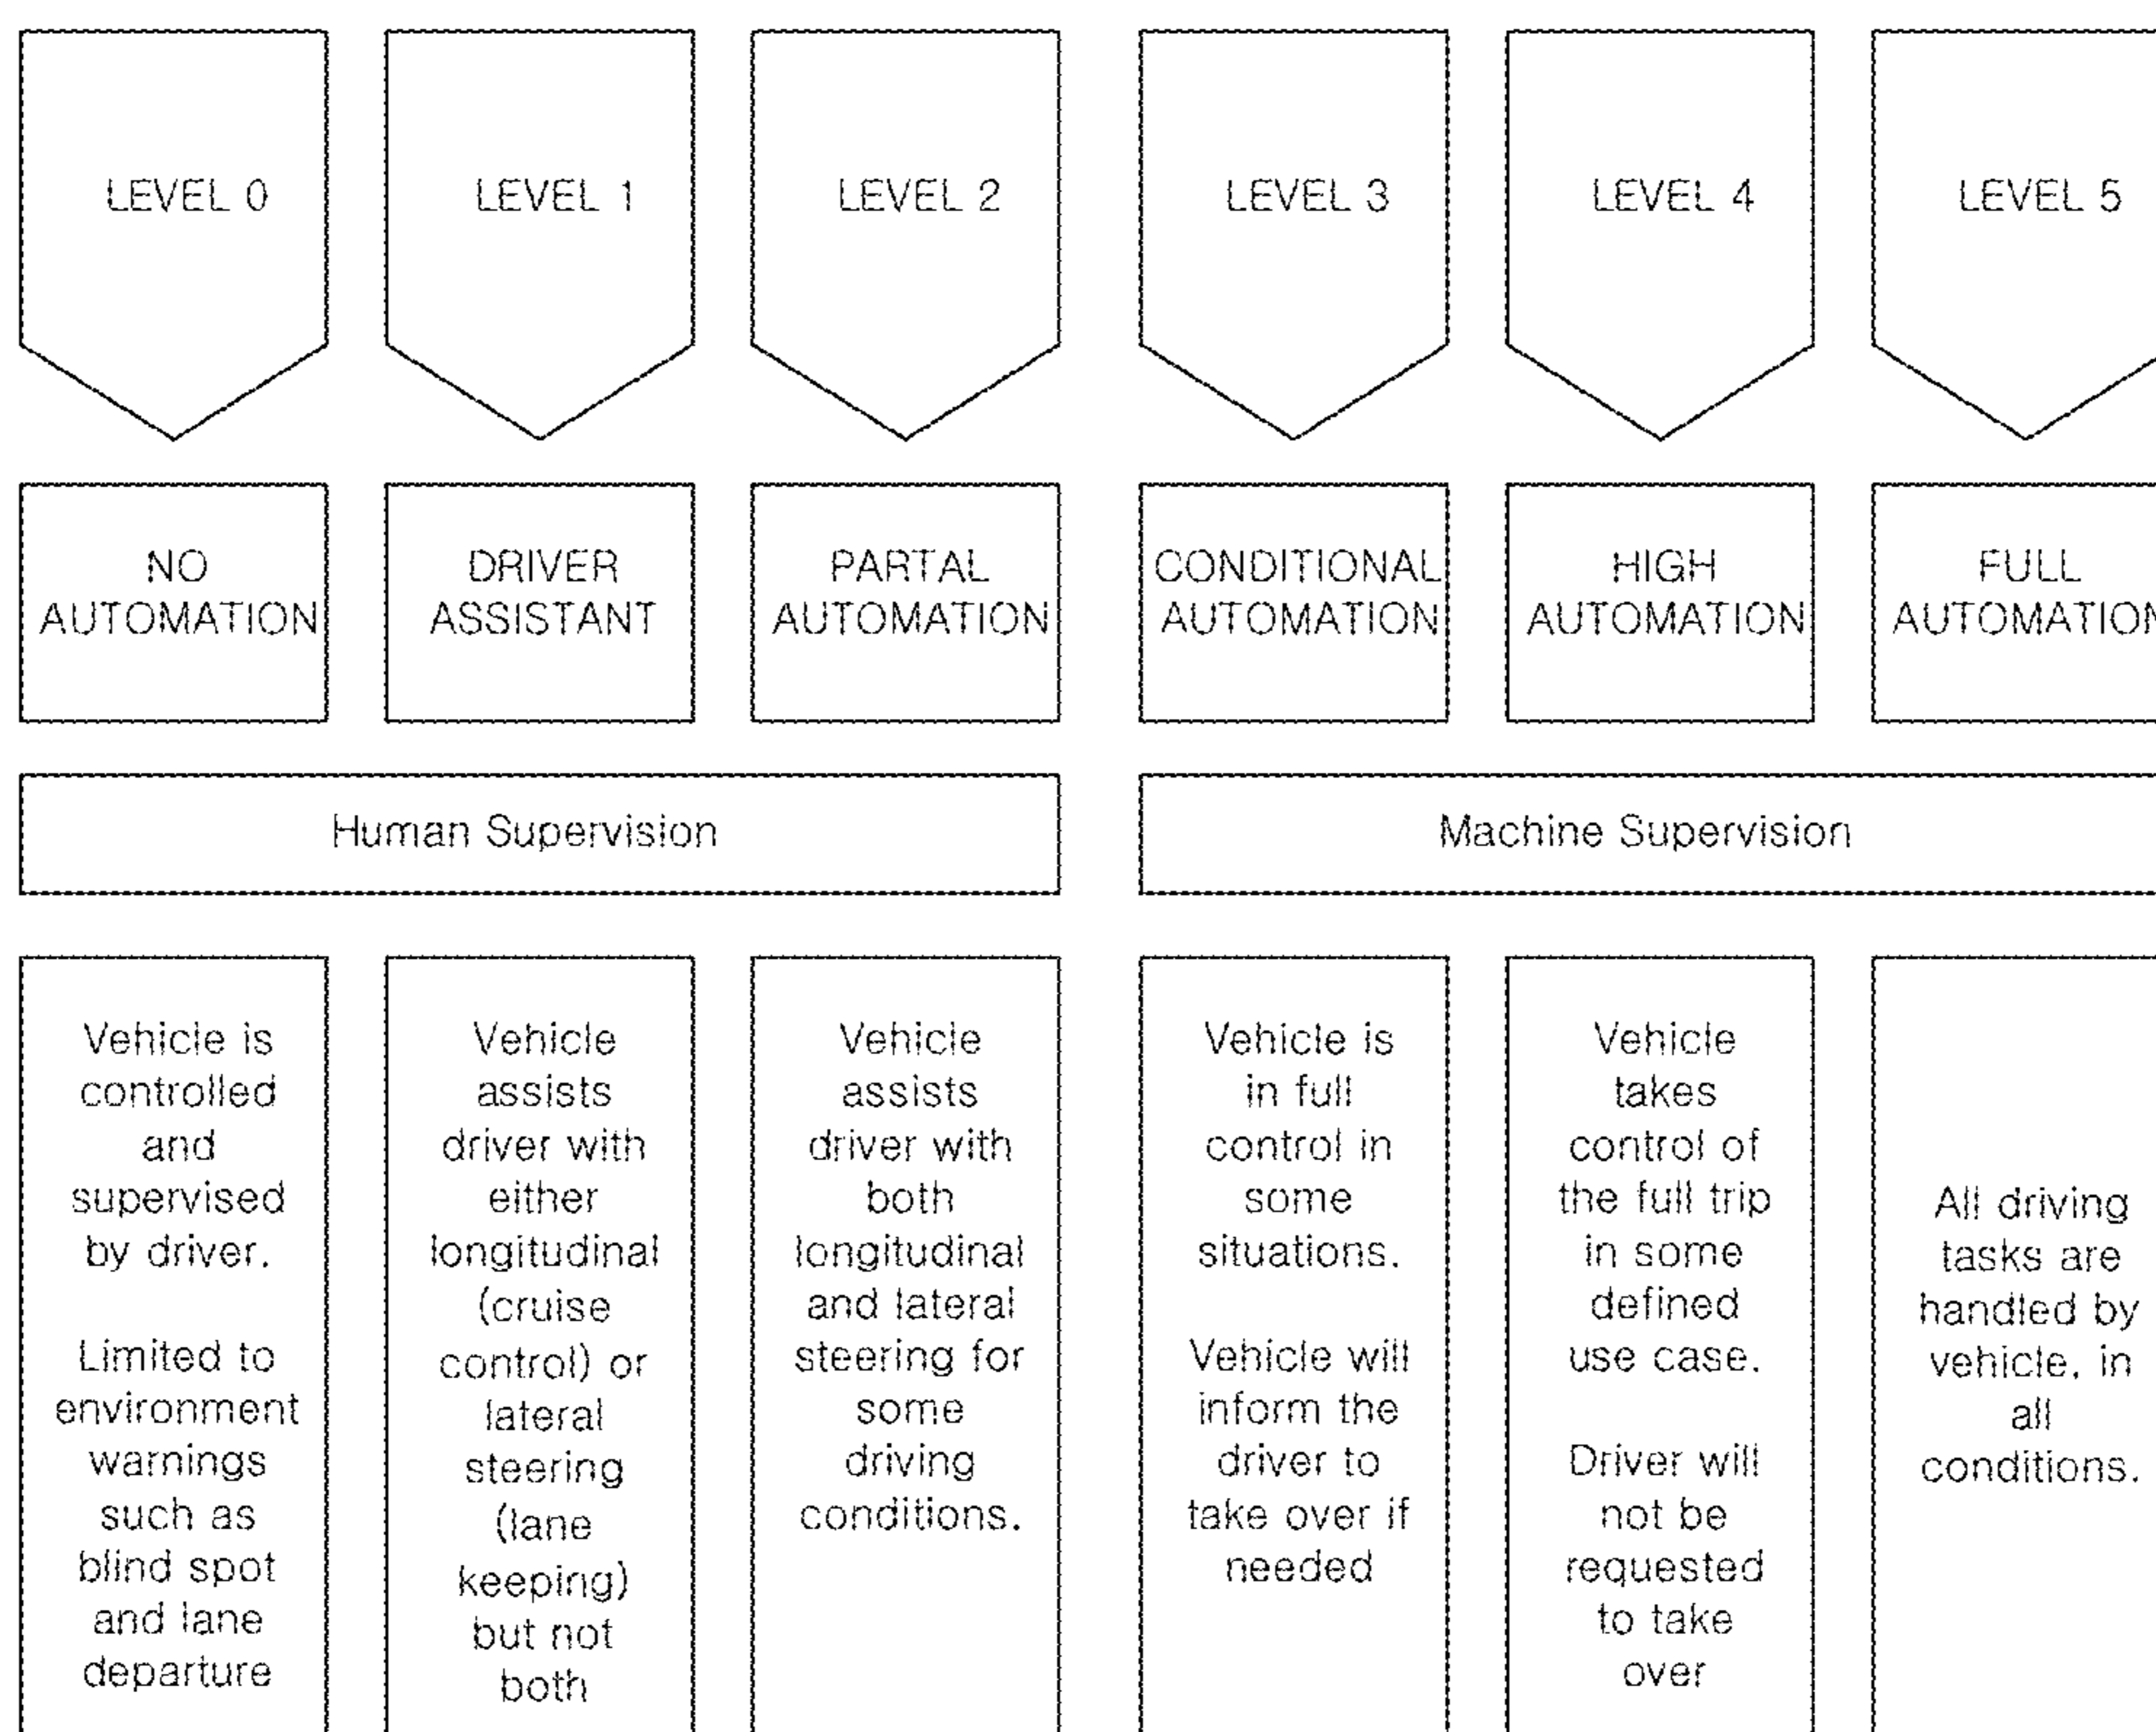 LEVEL 0
LEVEL 1
LEVEL 2
LEVEL 3
LEVEL 4
LEVEL 5
NO
AUTOMATION
DRIVER
ASSISTANT
PARTAL
AUTOMATION
CONDITIONAL
AUTOMATION
HIGH
AUTOMATION
FULL
AUTOMATION
Human Supervision
Machine Supervision
Vehicle is
controlled
and
supervised
by driver.
Limited to
environment
warnings
such as
blind spot
and lane
departure
Vehicle
assists
driver with
either
longitudinal
(cruise
control) or
lateral
steering
(lane
keeping)
but not
both
Vehicle
assists
driver with
both
longitudinal
and lateral
steering for
some
driving
conditions.
Vehicle is
in full
control in
some
situations.
Vehicle will
inform the
driver to
take over if
needed
Vehicle
takes
control of
the full trip
in some
defined
use case.
Driver will
not be
requested
to take
over
All driving
tasks are
handled by
vehicle, in
all
conditions.